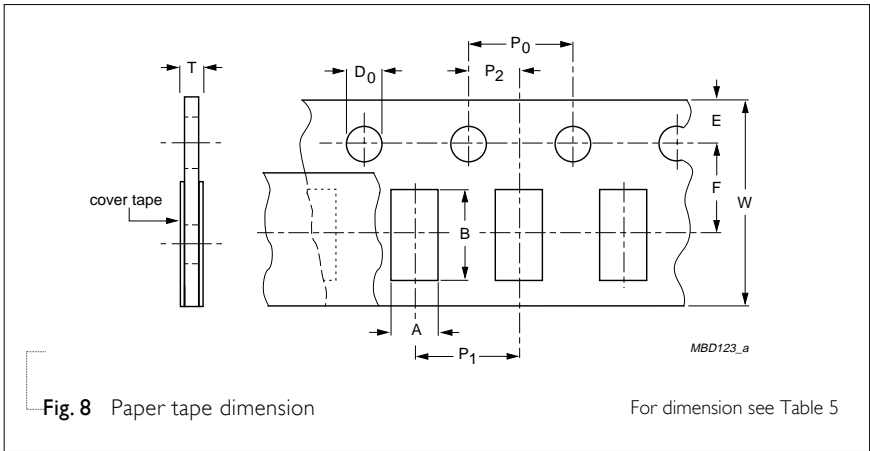 P0
T
D0
P2
E
F
W
cover tape
B
A
P1
MBD123_a
Fig. 8 Paper tape dimension
For dimension see Table 5